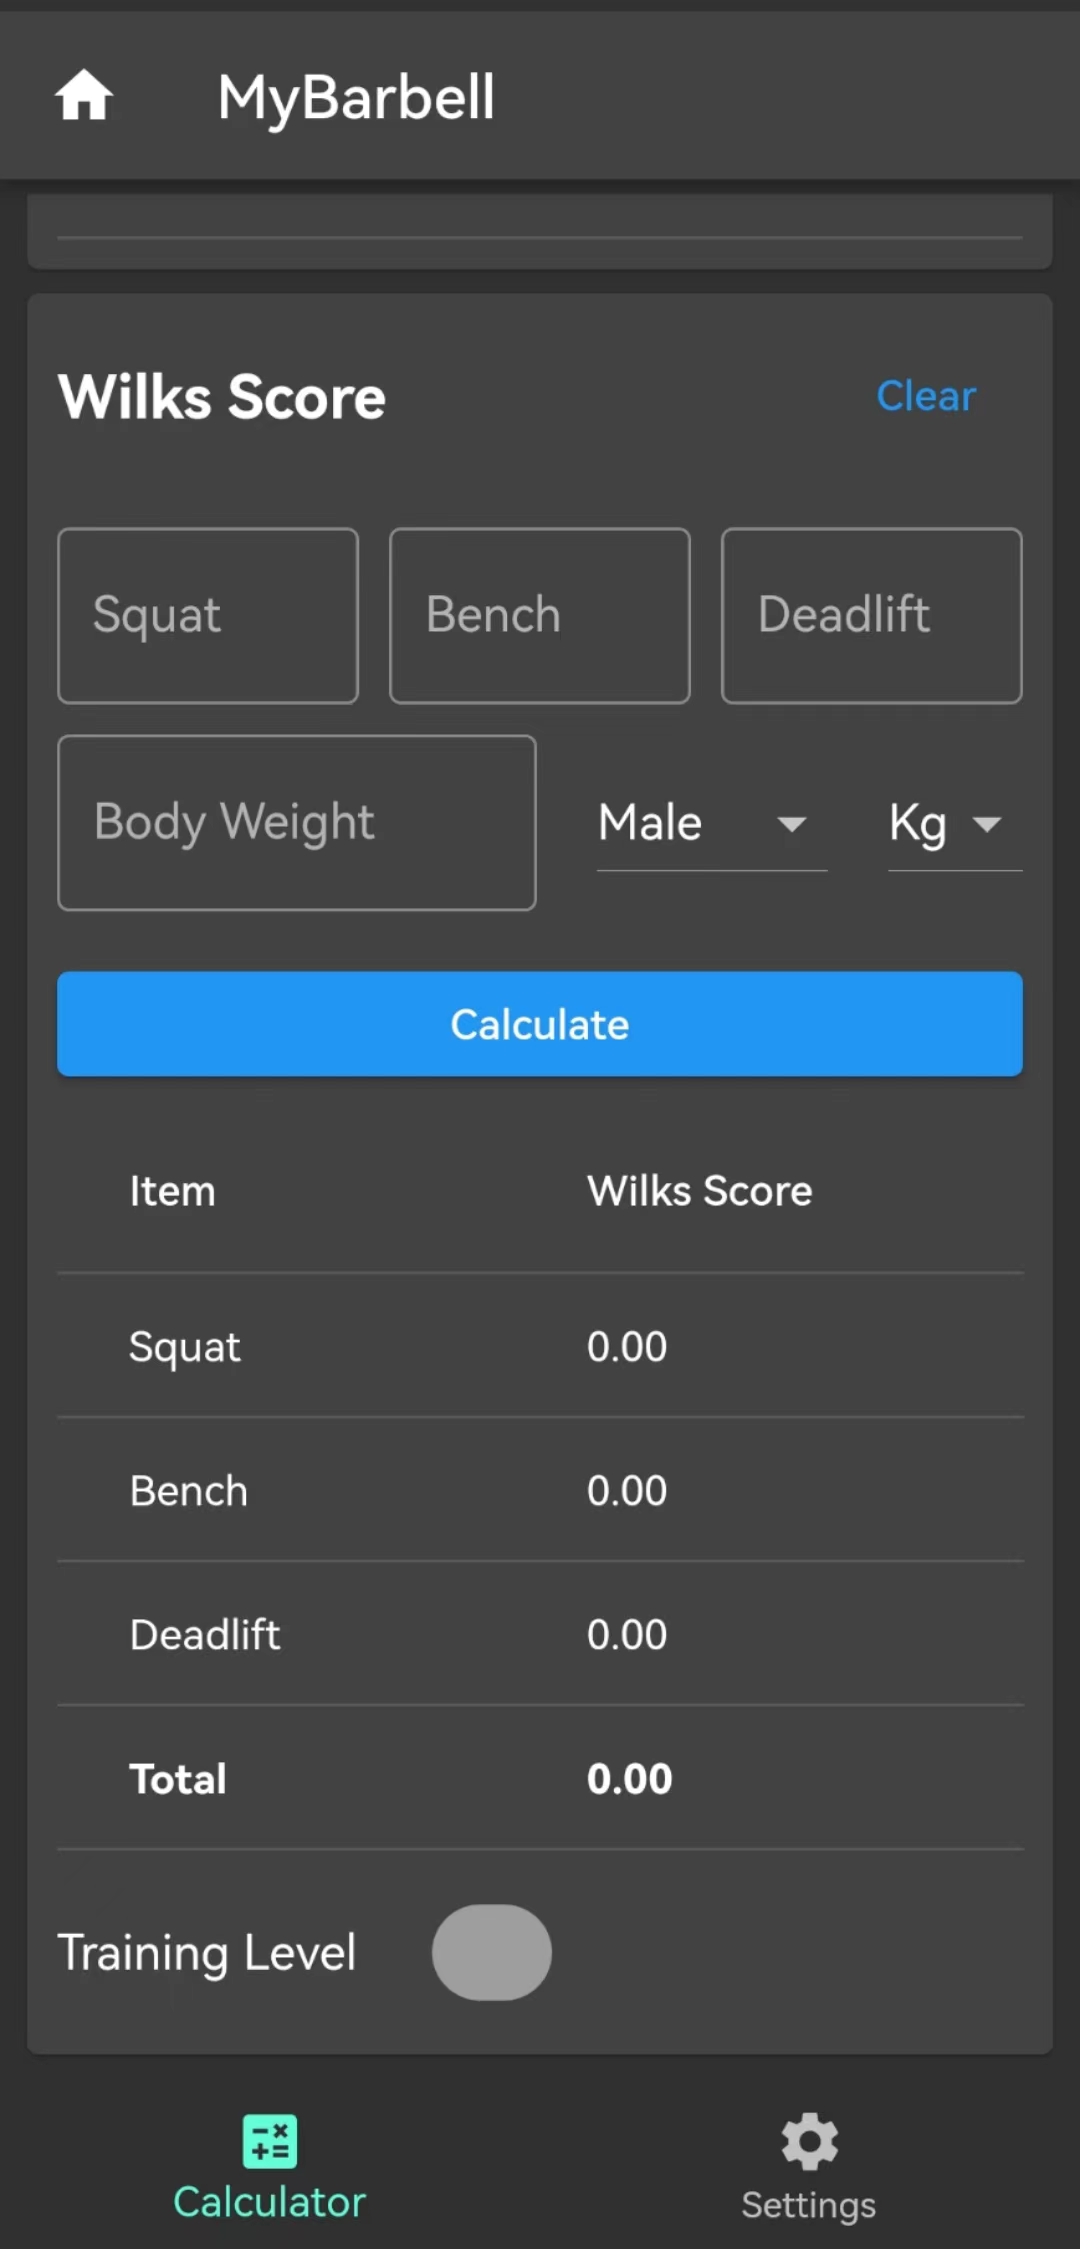 MyBarbell
Wilks Score Clear
Squat Bench Deadlift
Body Weight Male Kg
Calculate
Item Wilks Score
Squat 0.00
Bench 0.00
Deadlift 0.00
Total 0.00
Training Level
Calculator Settings